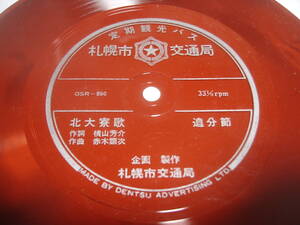 定期観光バス
札幌市 交通局
OSR-890
33⅓rpm
北大寮歌
追分節
作詞 横山芳介
作曲 赤木顕次
企画 製作
札幌市交通局
MADE BY DENTSU ADVERTISING LTD.